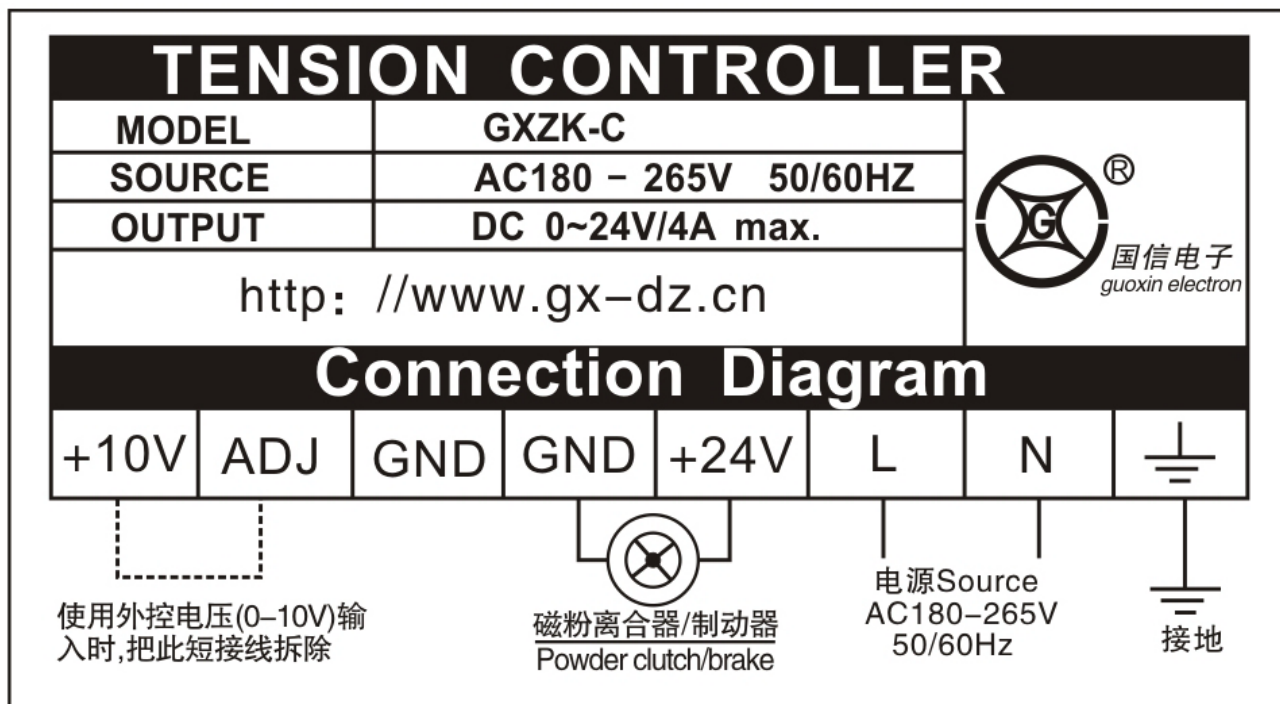 TENSION CONTROLLER
MODEL GXZK-C
SOURCE AC180-265V 50/60HZ
OUTPUT DC 0~24V/4A max.
http: //www.gx-dz.cn
G
®
国信电子
guoxin electron
Connection Diagram
+10V ADJ GND GND +24V L N
使用外控电压(0-10V)输
入时,把此短接线拆除
磁粉离合器/制动器
Powder clutch/brake
电源Source
AC180-265V
50/60Hz
接地